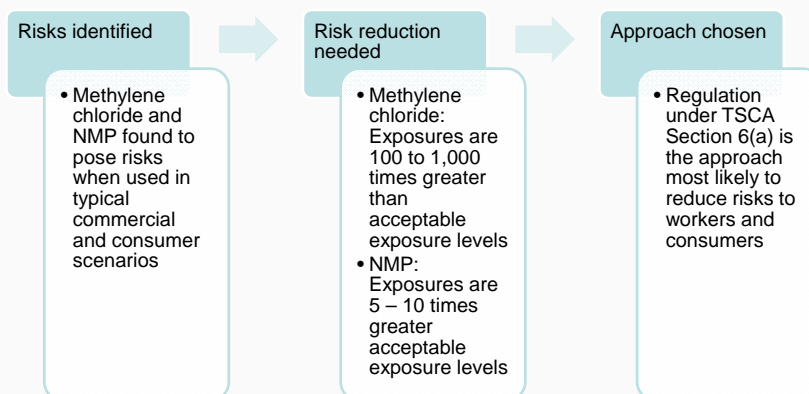 Risks identified
• Methylene
chloride and
NMP found to
pose risks
when used in
typical
commercial
and consumer
scenarios
Risk reduction
needed
• Methylene
chloride:
Exposures are
100 to 1,000
times greater
than
acceptable
exposure levels
• NMP:
Exposures are
5 – 10 times
greater
acceptable
exposure levels
Approach chosen
• Regulation
under TSCA
Section 6(a) is
the approach
most likely to
reduce risks to
workers and
consumers